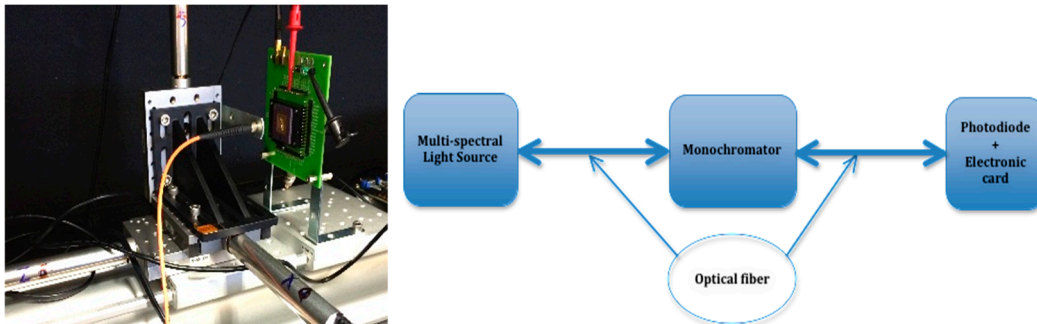 Multi-spectral
Light Source
Monochromator
Photodiode
+
Electronic
card
Optical fiber